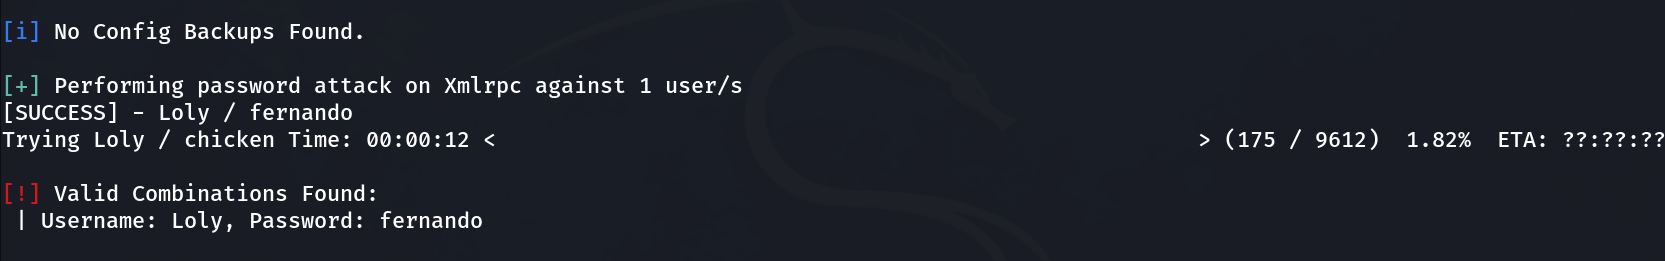 [i] No Config Backups Found.
[+] Performing password attack on Xmlrpc against 1 user/s
[SUCCESS] - Loly / fernando
Trying Loly / chicken Time: 00:00:12 < > (175 / 9612) 1.82% ETA: ??:??:??
[!] Valid Combinations Found:
| Username: Loly, Password: fernando